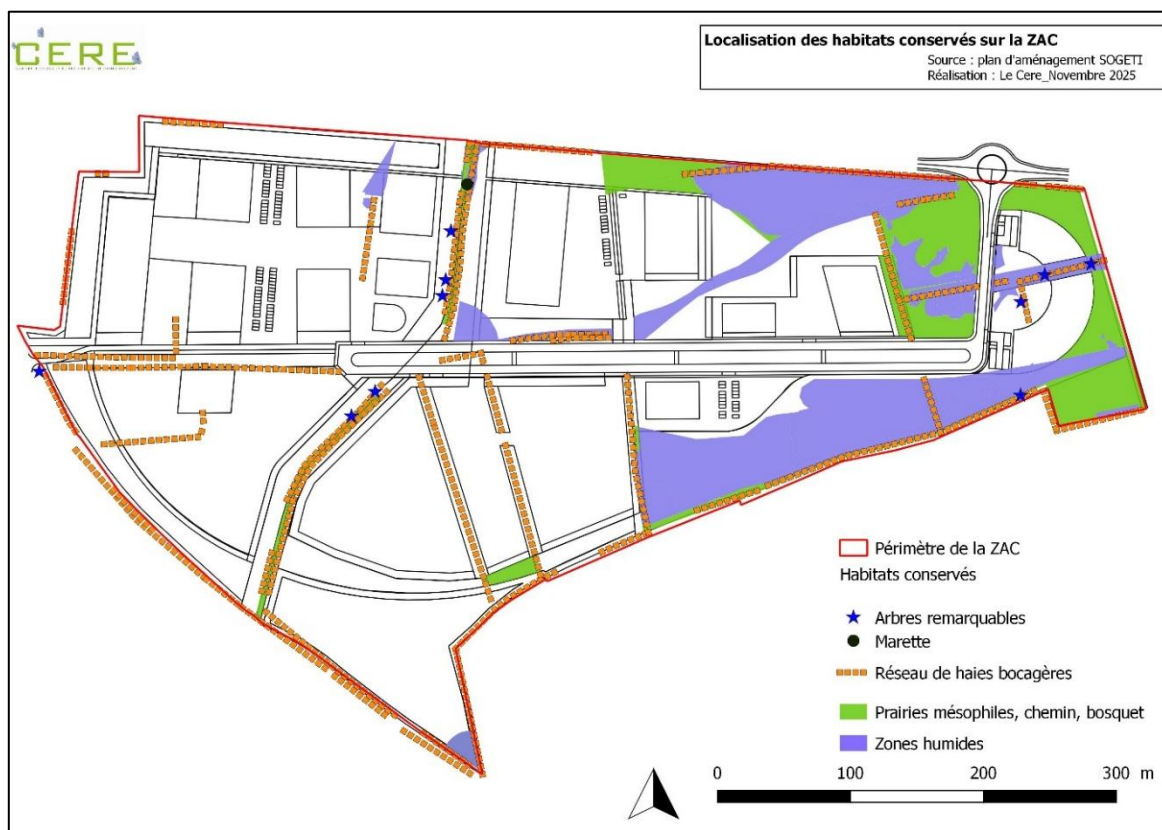 CERE
Localisation des habitats conservés sur la ZAC
Source : plan d'aménagement SOGETI
Réalisation : Le Cere_Novembre 2025
Périmètre de la ZAC
Habitats conservés
Arbres remarquables
Marette
Réseau de haies bocagères
Prairies mésophiles, chemin, bosquet
Zones humides
0 100 200 300 m